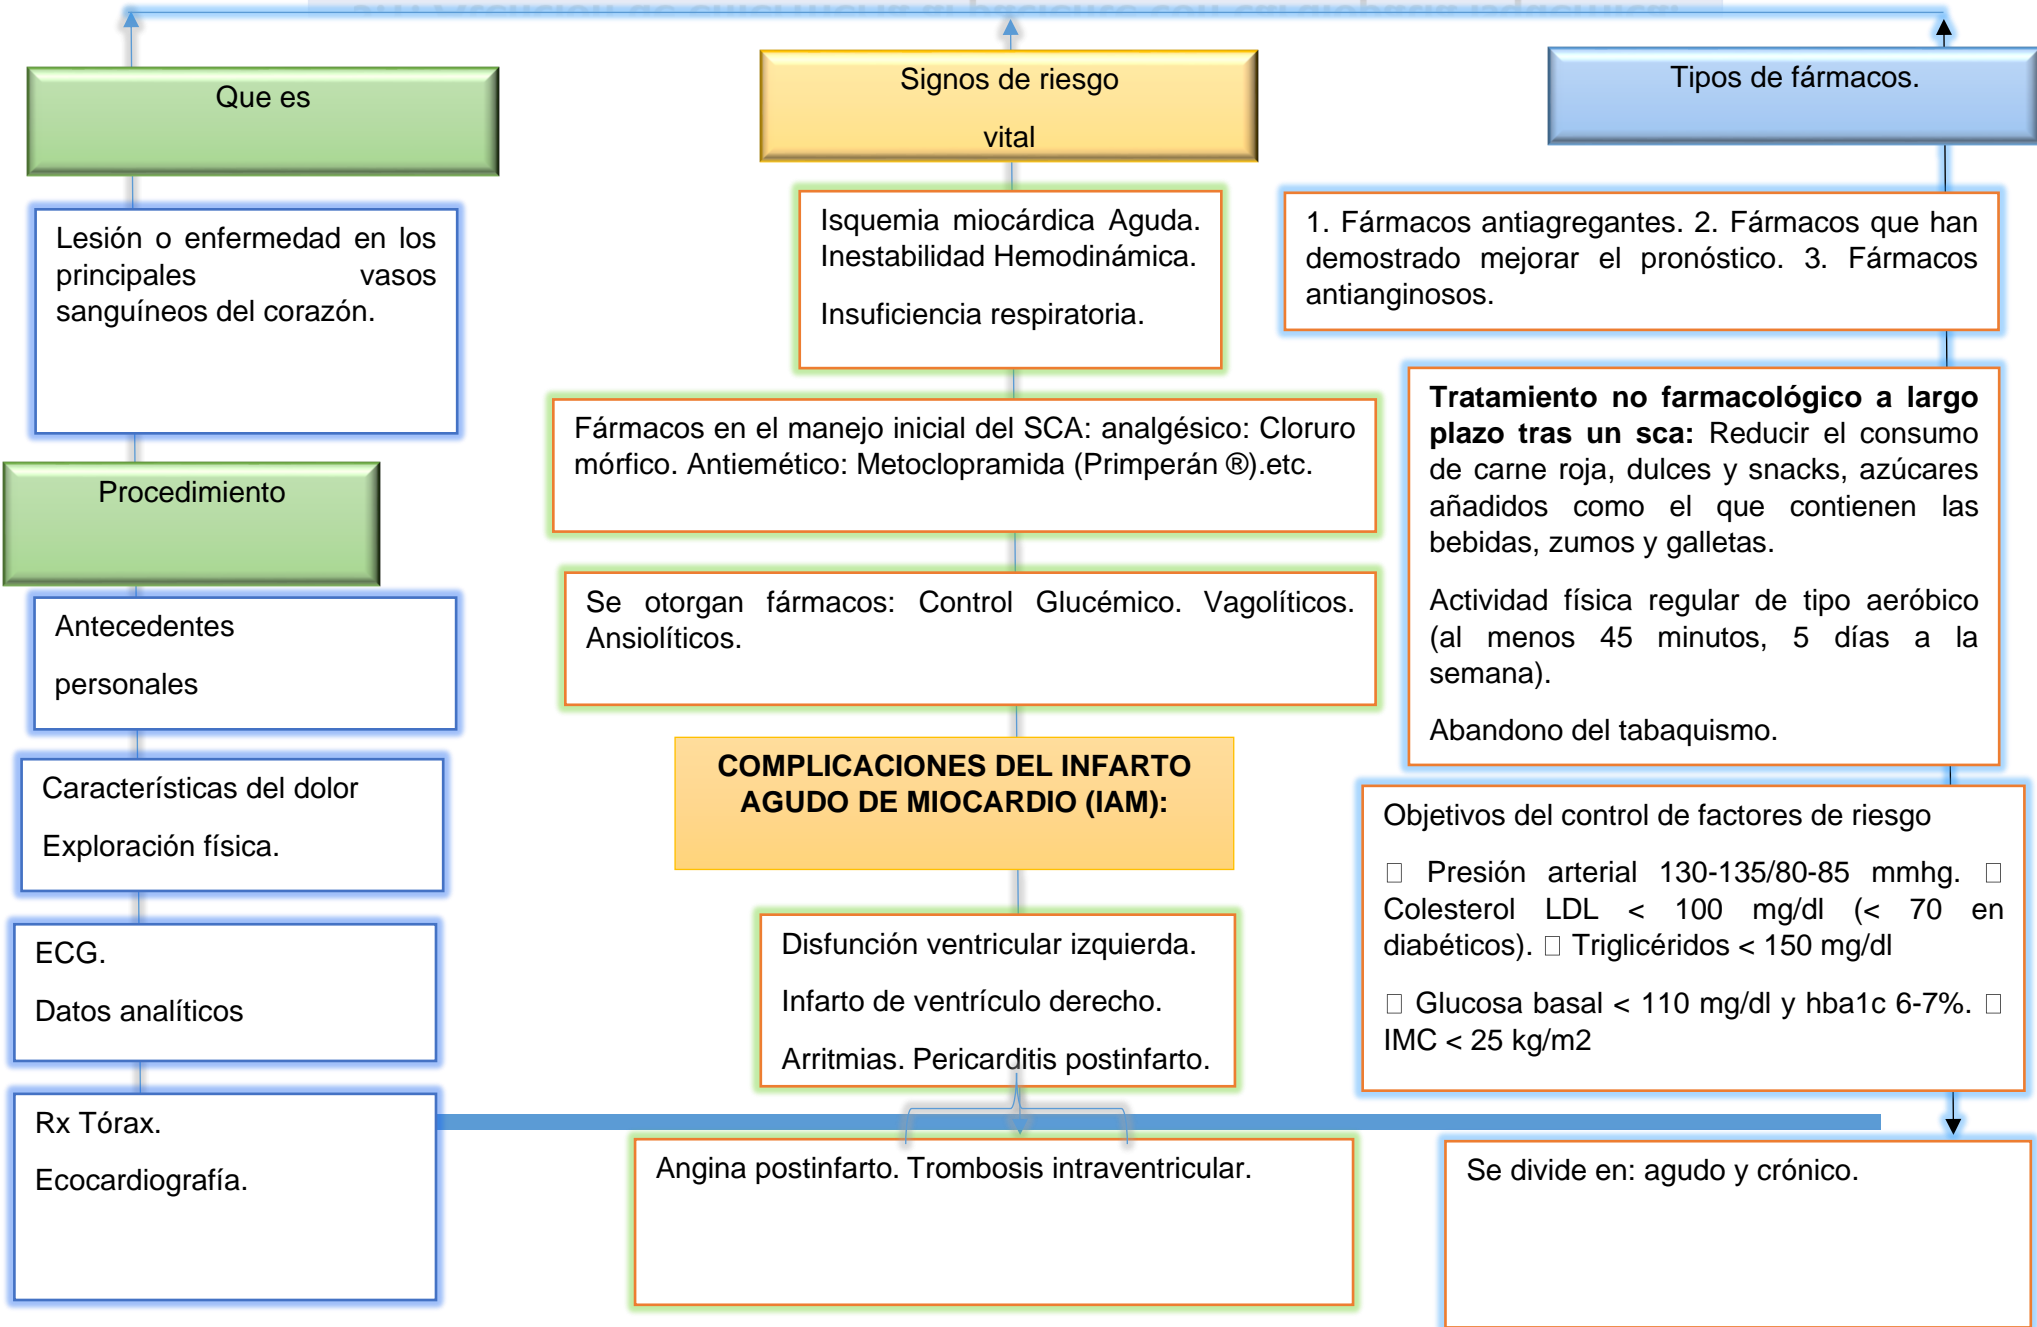 Que es
Signos de riesgo
vital
Tipos de fármacos.
Lesión o enfermedad en los
principales vasos
sanguíneos del corazón.
Procedimiento
Antecedentes
personales
Características del dolor
Exploración física.
ECG.
Datos analíticos
Rx Tórax.
Ecocardiografía.
Isquemia miocárdica Aguda.
Inestabilidad Hemodinámica.
Insuficiencia respiratoria.
Fármacos en el manejo inicial del SCA: analgésico: Cloruro
mórfico. Antiemético: Metoclopramida (Primperán ®).etc.
Se otorgan fármacos: Control Glucémico. Vagolíticos.
Ansiolíticos.
COMPLICACIONES DEL INFARTO
AGUDO DE MIOCARDIO (IAM):
Disfunción ventricular izquierda.
Infarto de ventrículo derecho.
Arritmias. Pericarditis postinfarto.
Angina postinfarto. Trombosis intraventricular.
1. Fármacos antiagregantes. 2. Fármacos que han
demostrado mejorar el pronóstico. 3. Fármacos
antianginosos.
Tratamiento no farmacológico a largo
plazo tras un sca: Reducir el consumo
de carne roja, dulces y snacks, azúcares
añadidos como el que contienen las
bebidas, zumos y galletas.
Actividad física regular de tipo aeróbico
(al menos 45 minutos, 5 días a la
semana).
Abandono del tabaquismo.
Objetivos del control de factores de riesgo
Presión arterial 130-135/80-85 mmhg.
Colesterol LDL < 100 mg/dl (< 70 en
diabéticos). Triglicéridos < 150 mg/dl
Glucosa basal < 110 mg/dl y hba1c 6-7%.
IMC < 25 kg/m2
Se divide en: agudo y crónico.